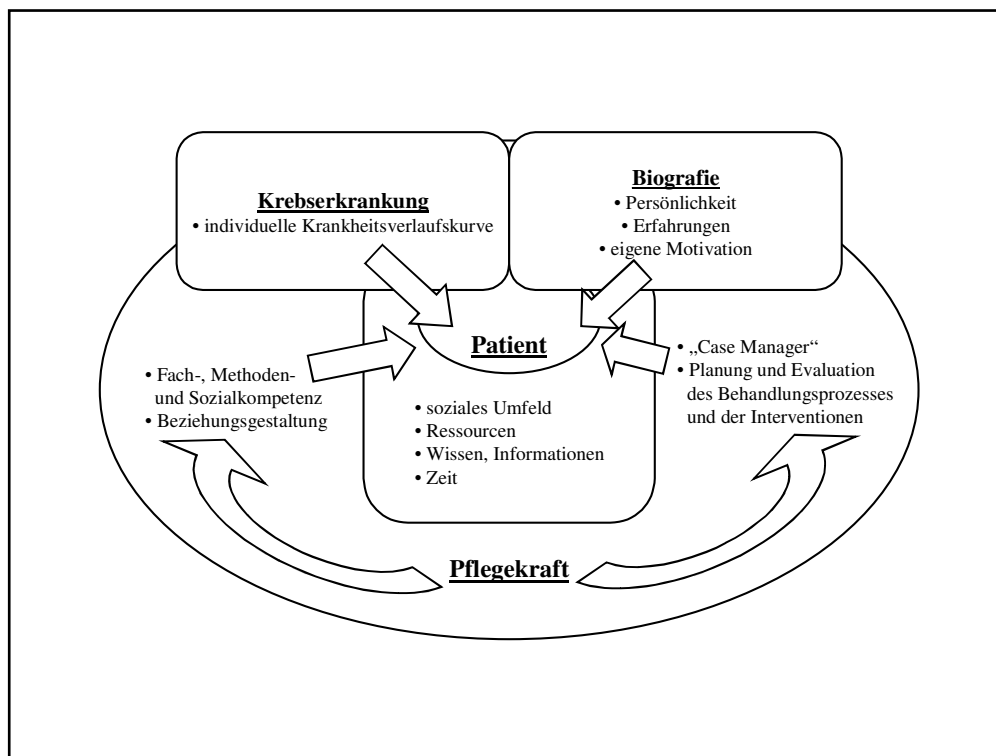 Krebserkrankung
• individuelle Krankheitsverlaufskurve
Biografie
• Persönlichkeit
• Erfahrungen
• eigene Motivation
Patient
• soziales Umfeld
• Ressourcen
• Wissen, Informationen
• Zeit
• Fach-, Methoden-
und Sozialkompetenz
• Beziehungsgestaltung
• „Case Manager“
• Planung und Evaluation
des Behandlungsprozesses
und der Interventionen
Pflegekraft